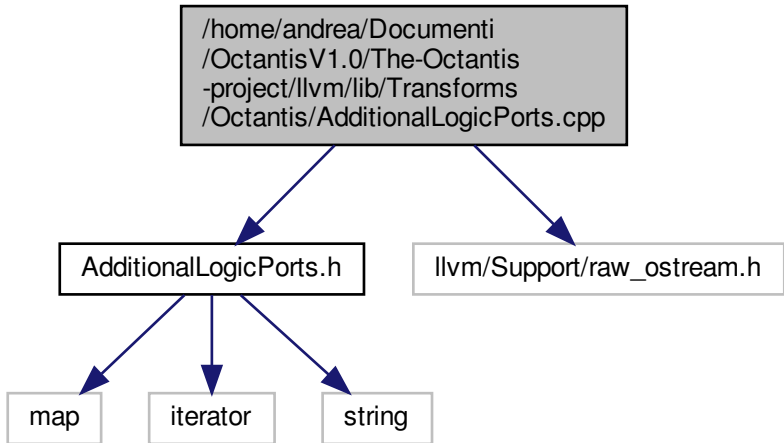 /home/andrea/Documenti
/OctantisV1.0/The-Octantis
-project/llvm/lib/Transforms
/Octantis/AdditionalLogicPorts.cpp
AdditionalLogicPorts.h
llvm/Support/raw_ostream.h
map
iterator
string